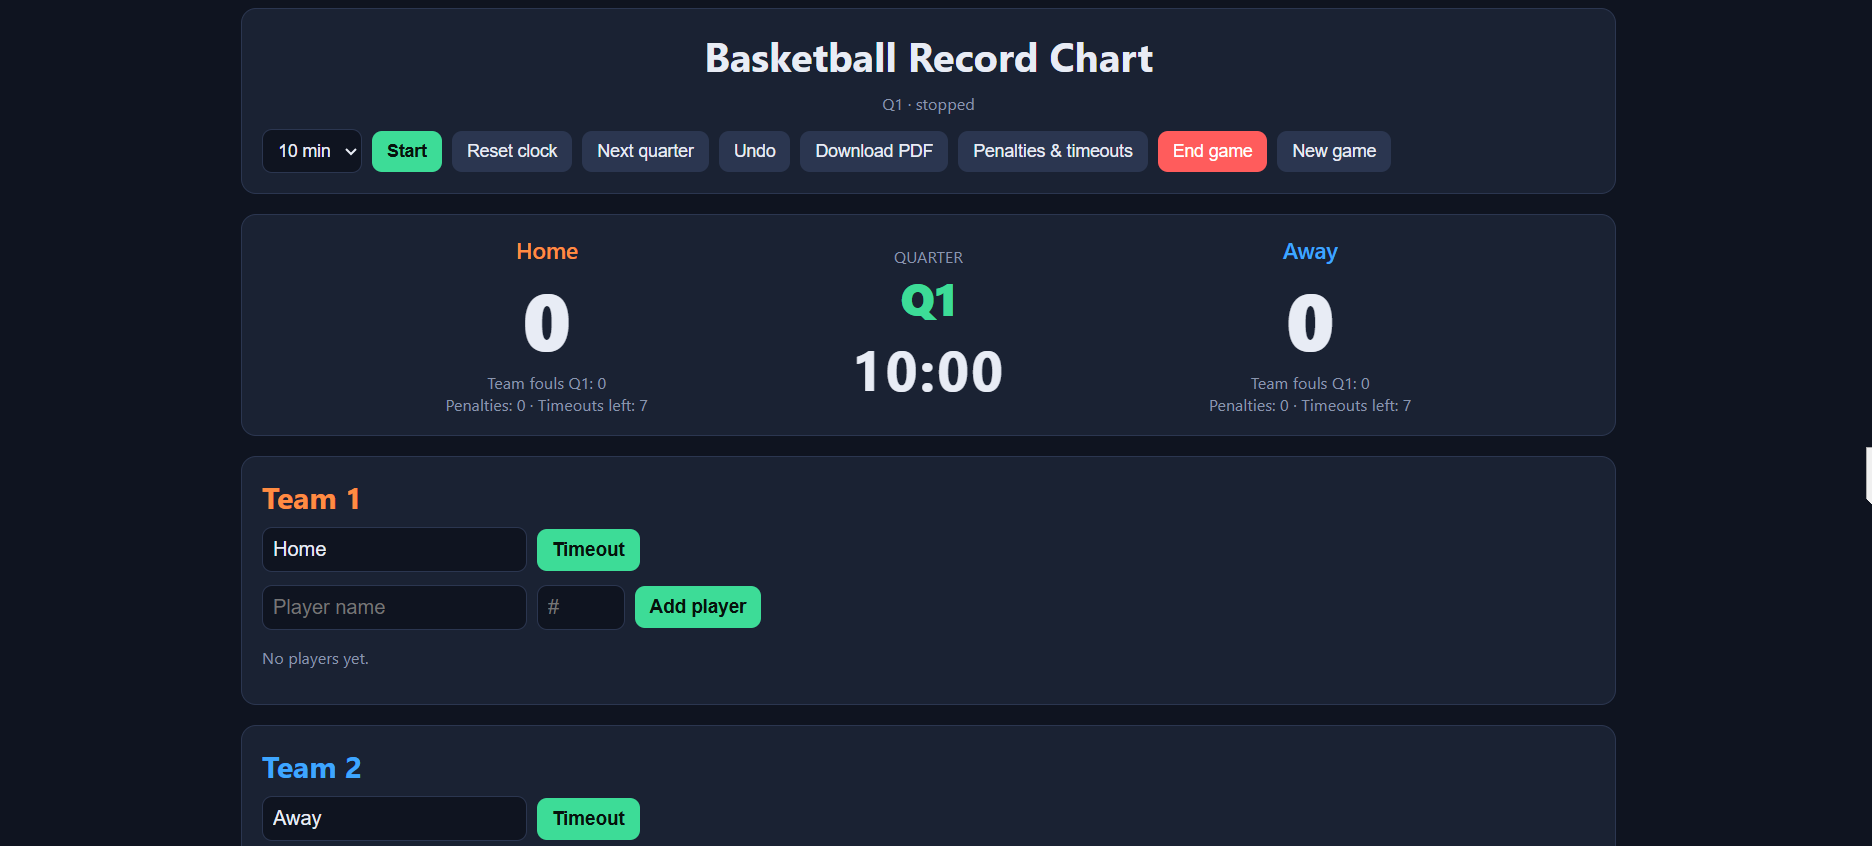 Basketball Record Chart
Q1 · stopped
10 min Start Reset clock Next quarter Undo Download PDF Penalties & timeouts End game New game
Home
0
Team fouls Q1: 0
Penalties: 0 · Timeouts left: 7
QUARTER
Q1
10:00
Away
0
Team fouls Q1: 0
Penalties: 0 · Timeouts left: 7
Team 1
Home Timeout
Player name # Add player
No players yet.
Team 2
Away Timeout